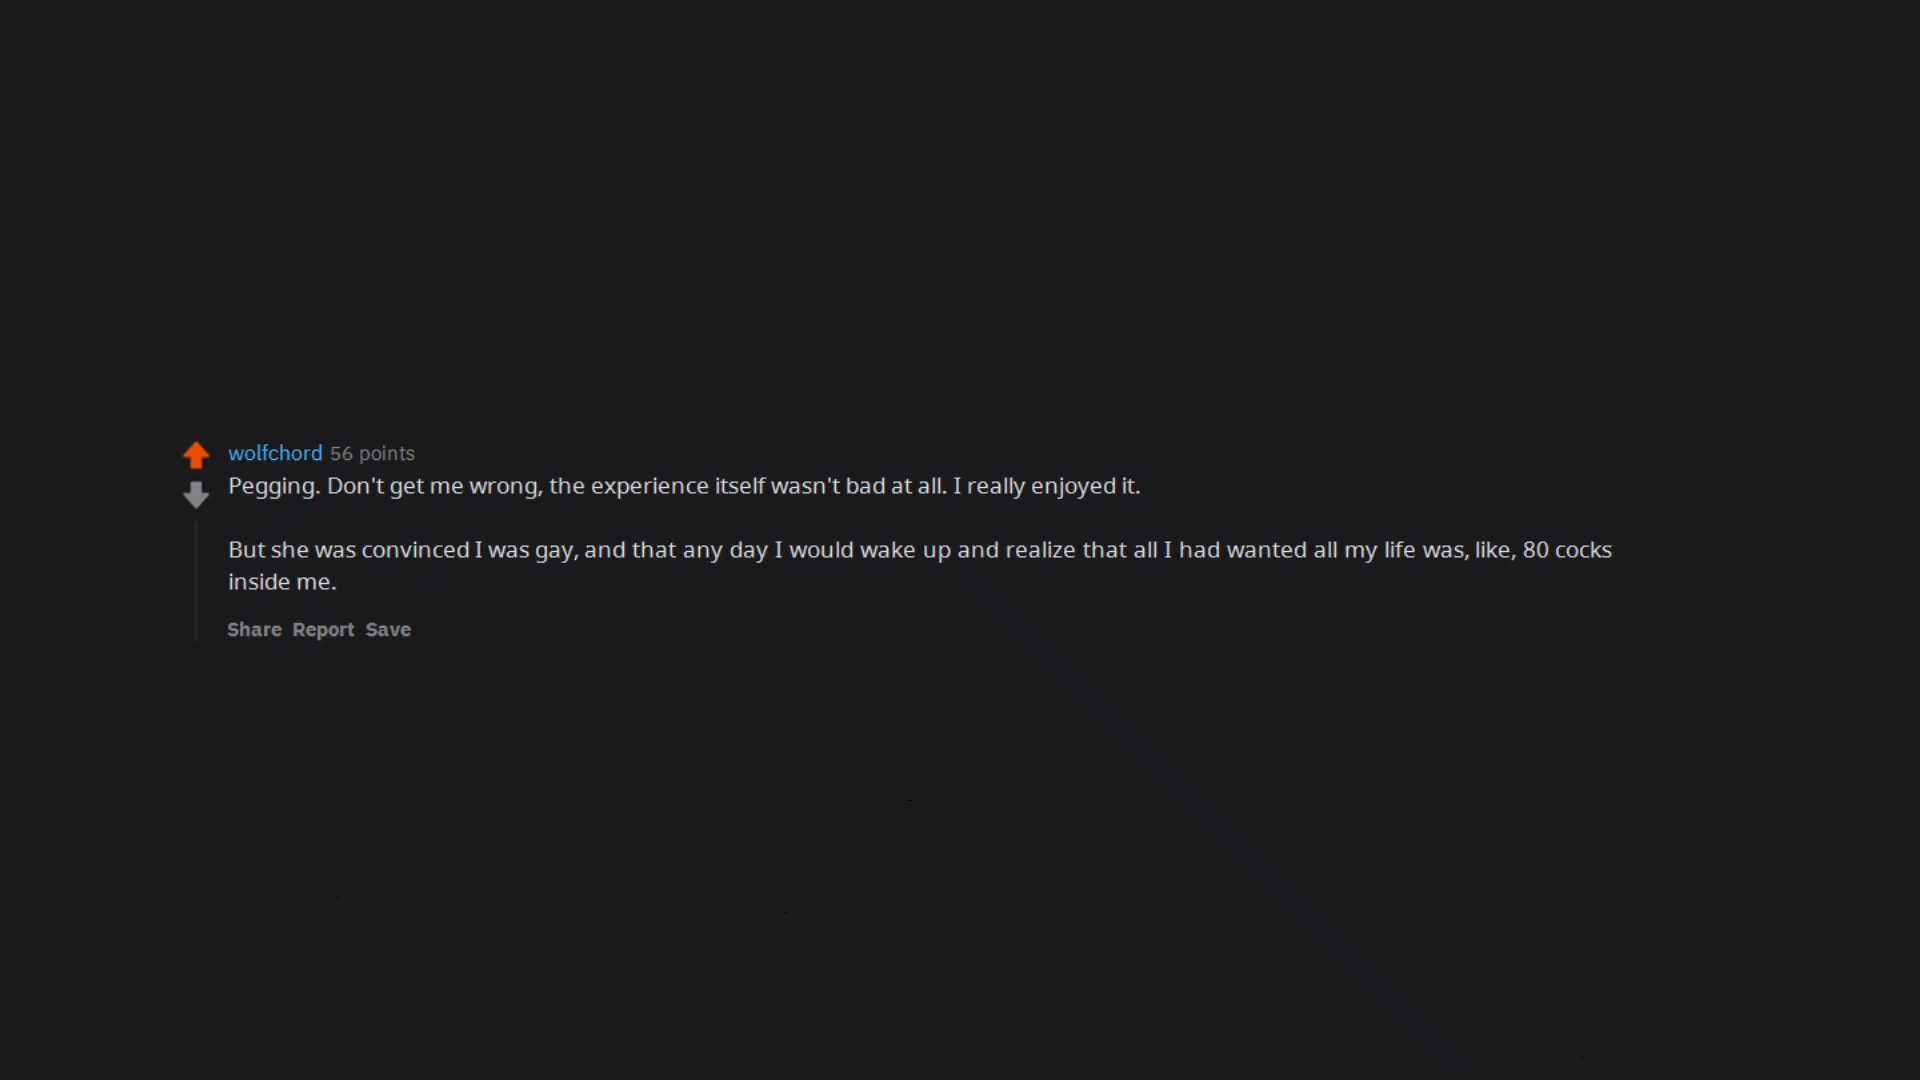 wolfchord 56 points
Pegging. Don't get me wrong, the experience itself wasn't bad at all. I really enjoyed it.
But she was convinced I was gay, and that any day I would wake up and realize that all I had wanted all my life was, like, 80 cocks
inside me.
Share Report Save